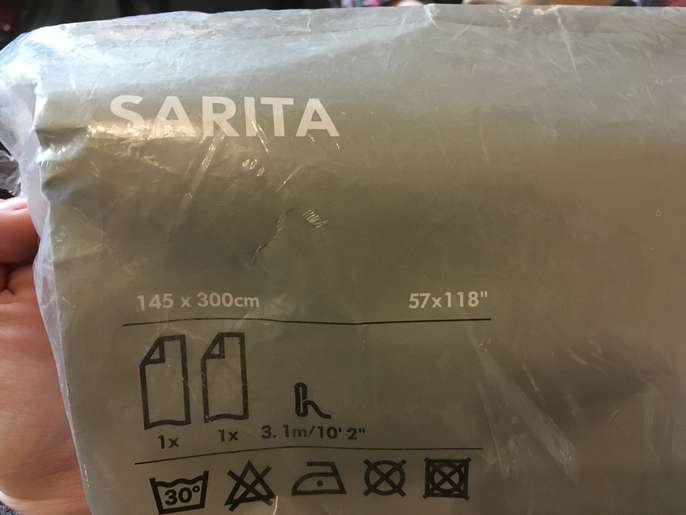 SARITA
145 x 300cm 57x118"
1x 1x 3.1m/10' 2"
30°